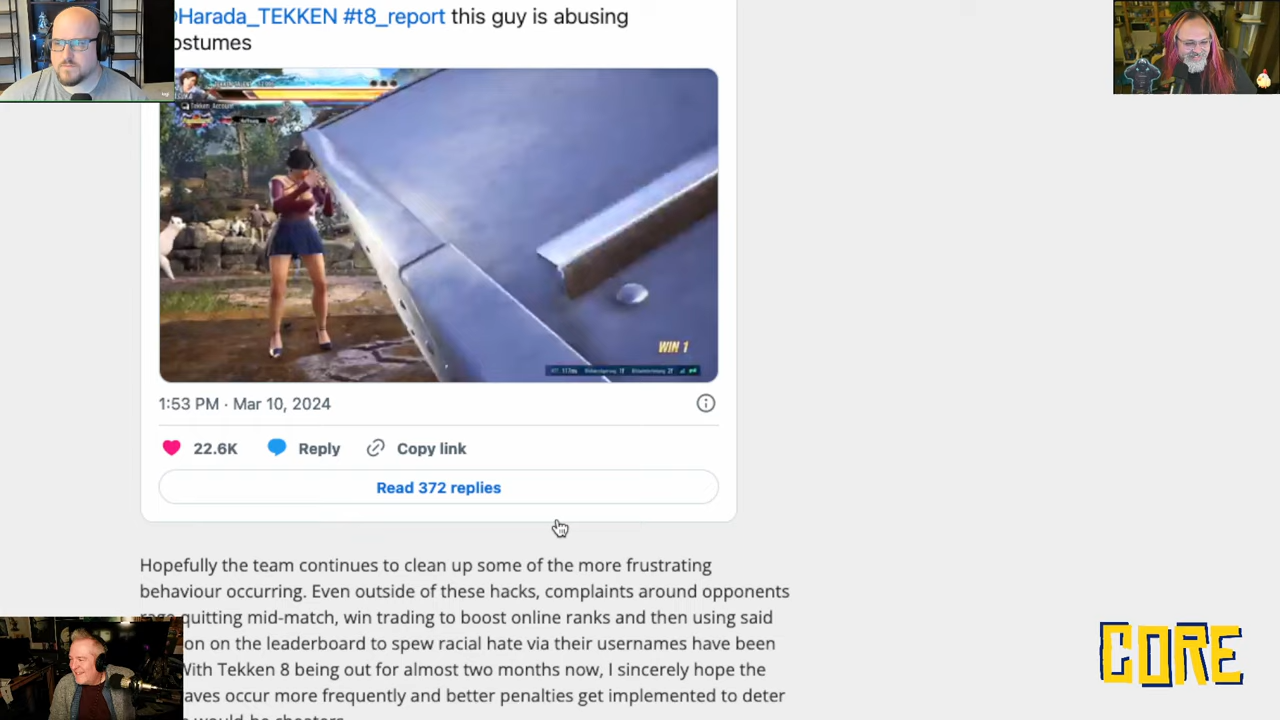 Harada_TEKKEN #t8_report this guy is abusing
ostumes
WIN 1
1:53 PM · Mar 10, 2024
22.6K Reply Copy link
Read 372 replies
Hopefully the team continues to clean up some of the more frustrating
behaviour occurring. Even outside of these hacks, complaints around opponents
quitting mid-match, win trading to boost online ranks and then using said
on on the leaderboard to spew racial hate via their usernames have been
With Tekken 8 being out for almost two months now, I sincerely hope the
aves occur more frequently and better penalties get implemented to deter
CORE